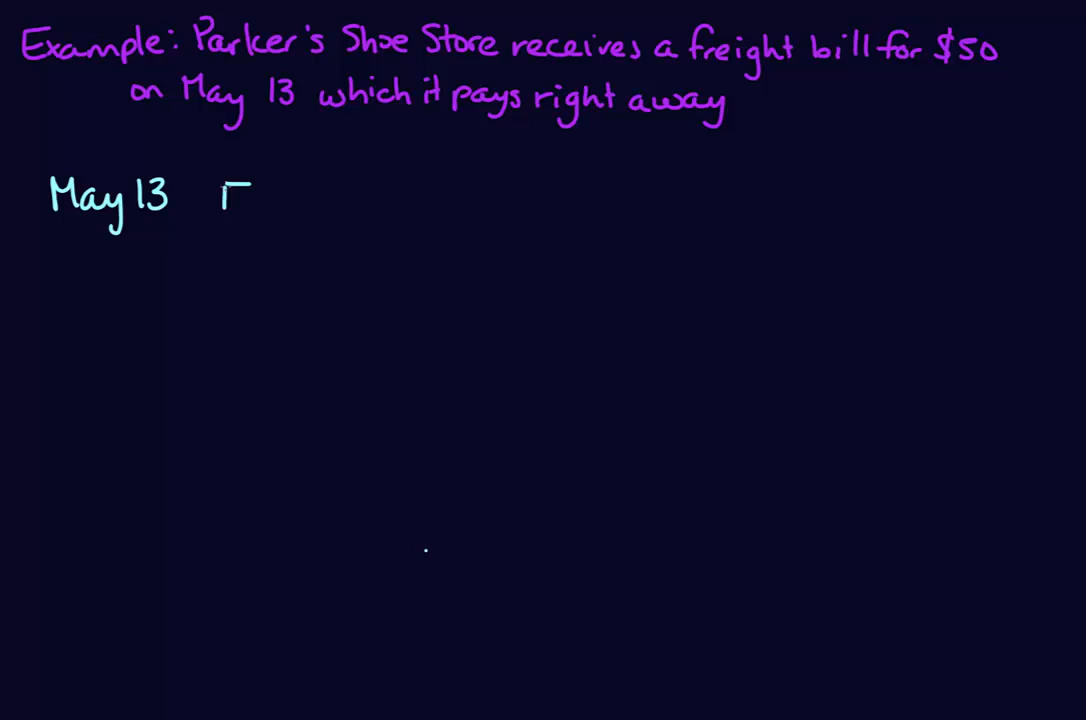 Example: Parker's Shoe Store receives a freight bill for $50
on May 13 which it pays right away
May 13